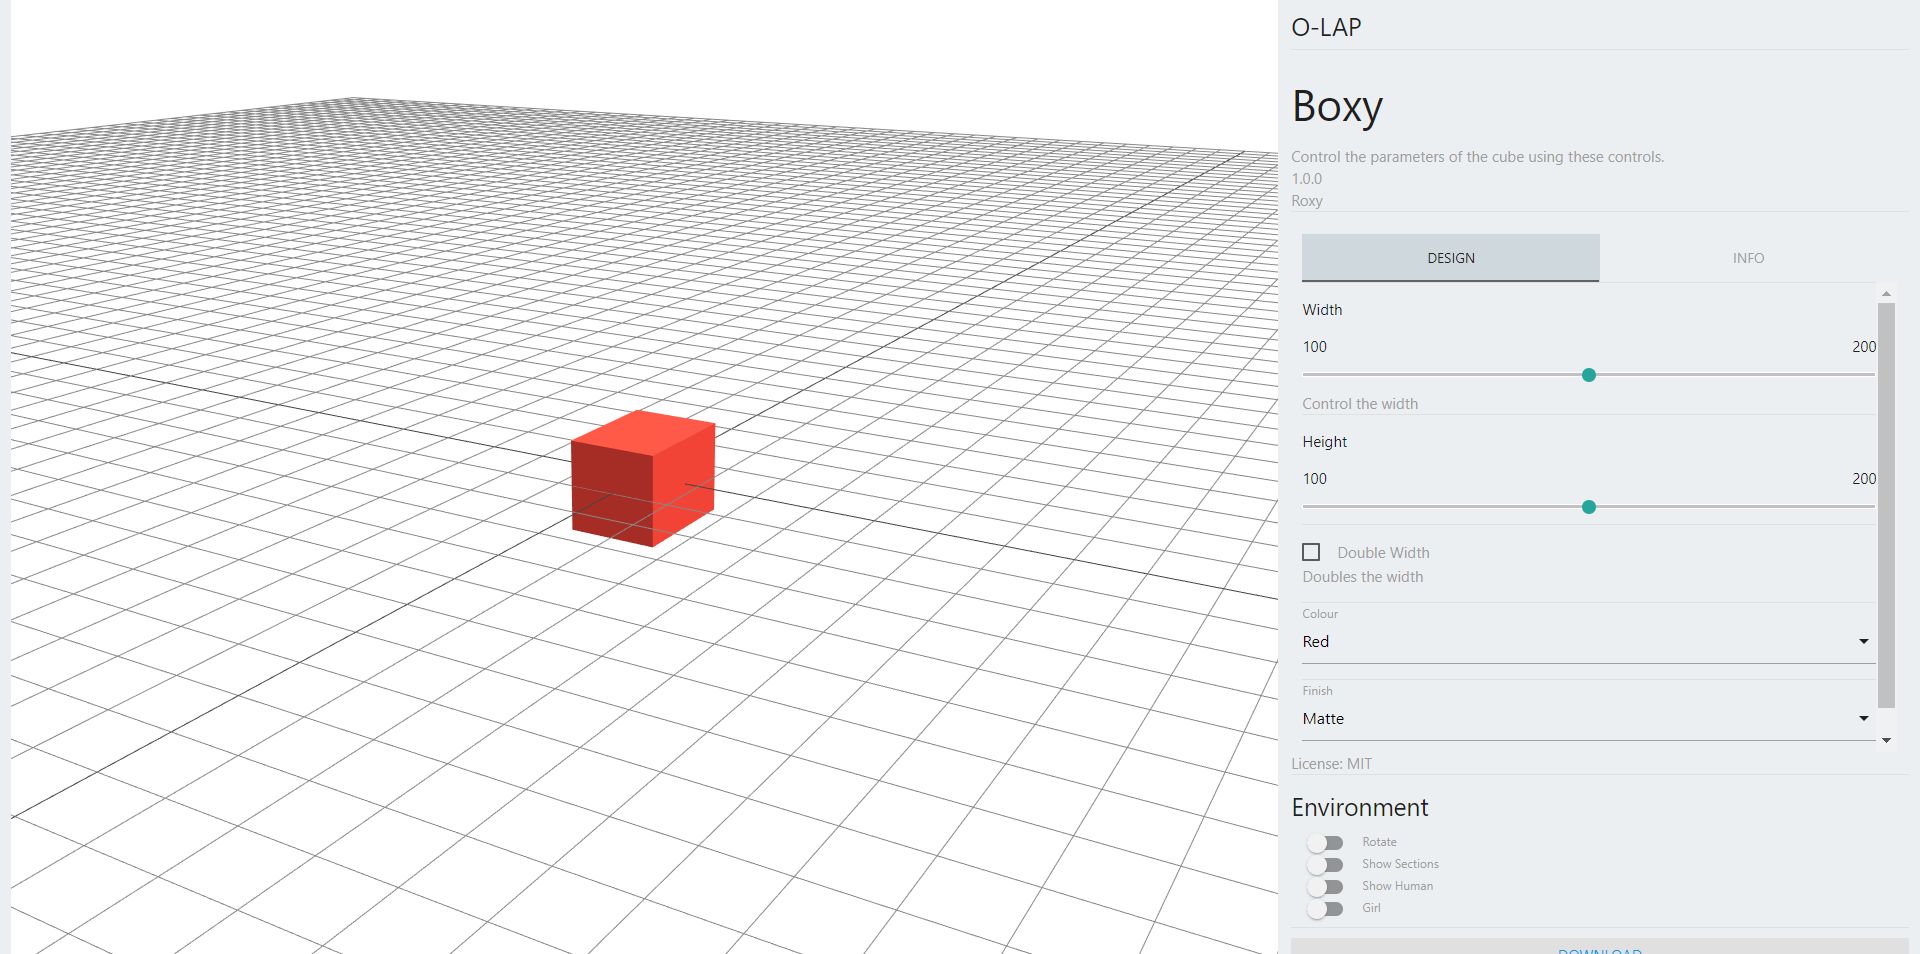 O-LAP
Boxy
Control the parameters of the cube using these controls.
1.0.0
Roxy
DESIGN INFO
Width
100 200
Control the width
Height
100 200
Double Width
Doubles the width
Colour
Red
Finish
Matte
License: MIT
Environment
Rotate
Show Sections
Show Human
Girl
DOWNLOAD